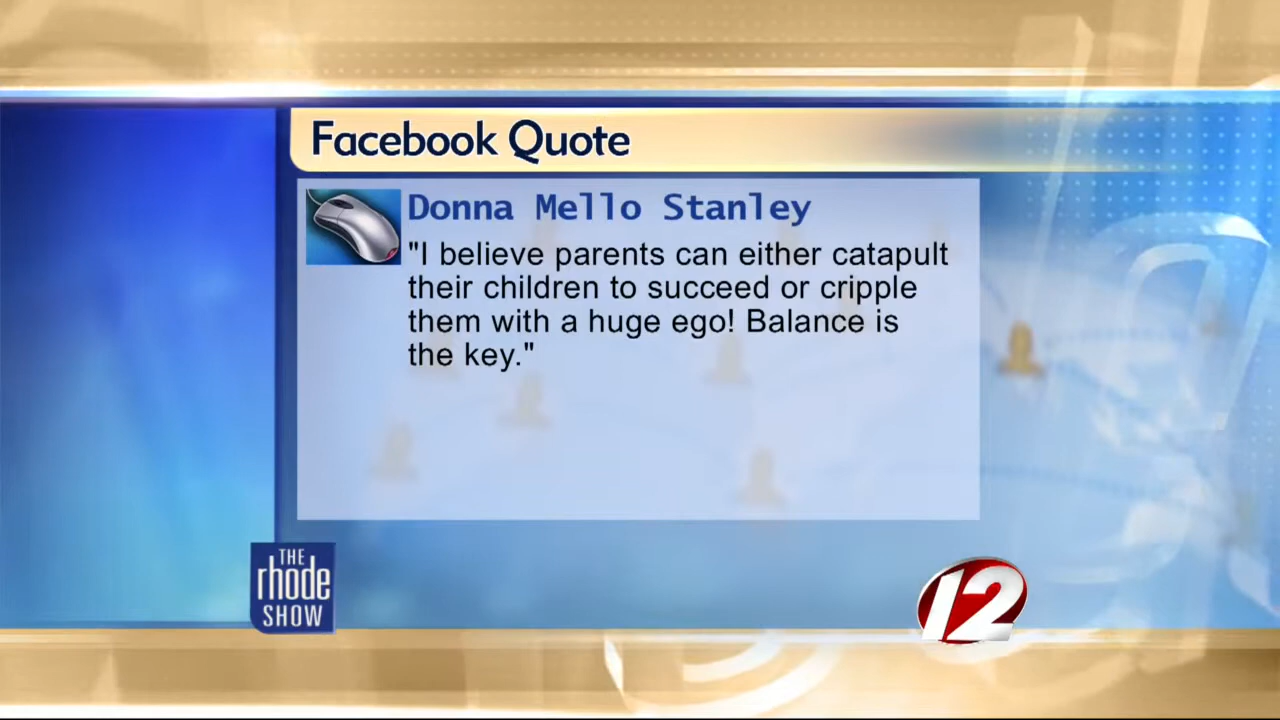 Facebook Quote
Donna Mello Stanley
"I believe parents can either catapult
their children to succeed or cripple
them with a huge ego! Balance is
the key."
THE
rhode
SHOW
12